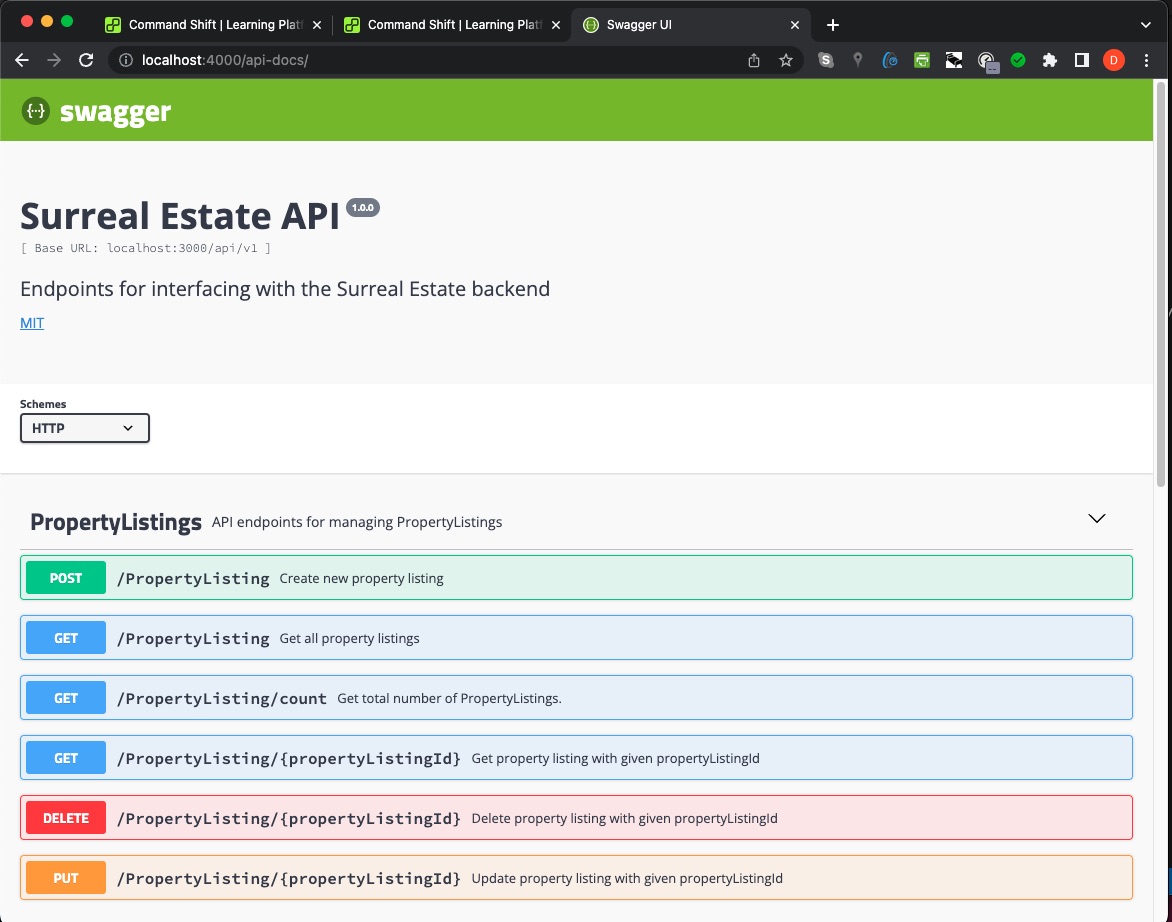 Command Shift | Learning Platf
Command Shift | Learning Platf
Swagger UI
localhost:4000/api-docs/
S
D
{···} swagger
Surreal Estate API 1.0.0
[ Base URL: localhost:3000/api/v1 ]
Endpoints for interfacing with the Surreal Estate backend
MIT
Schemes
HTTP
PropertyListings API endpoints for managing PropertyListings
POST /PropertyListing Create new property listing
GET /PropertyListing Get all property listings
GET /PropertyListing/count Get total number of PropertyListings.
GET /PropertyListing/{propertyListingId} Get property listing with given propertyListingId
DELETE /PropertyListing/{propertyListingId} Delete property listing with given propertyListingId
PUT /PropertyListing/{propertyListingId} Update property listing with given propertyListingId